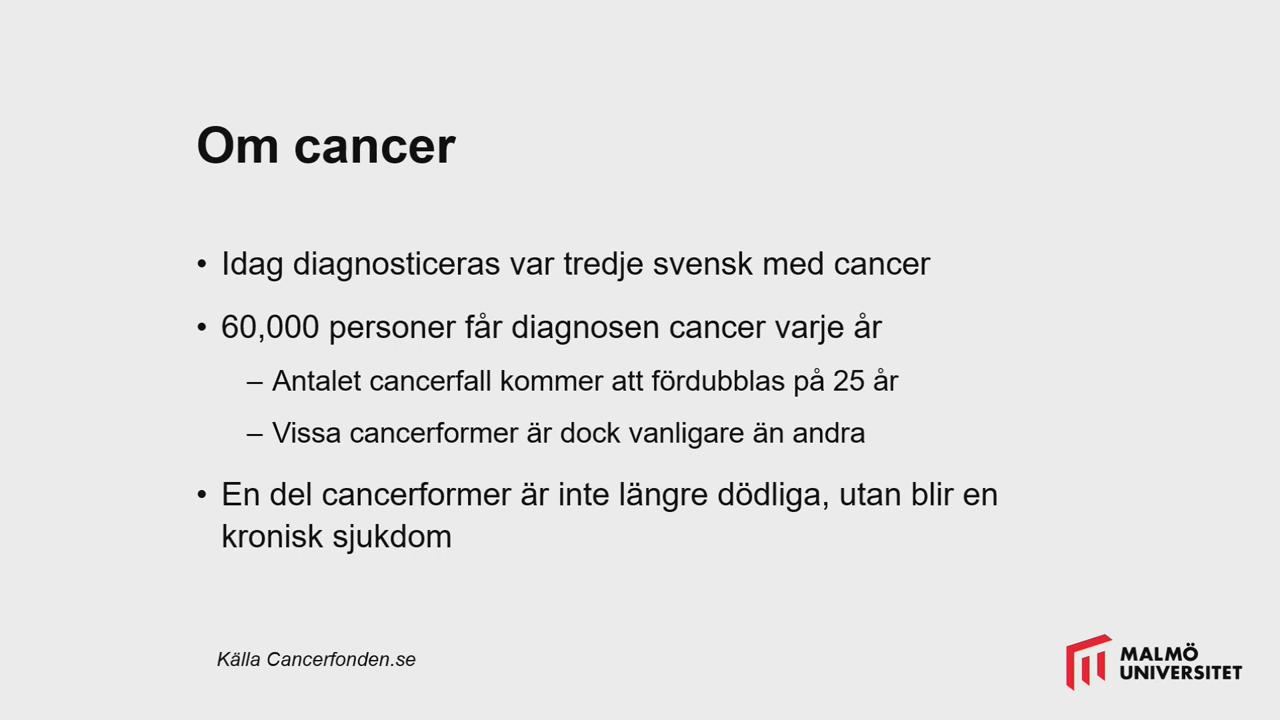 Om cancer
• Idag diagnosticeras var tredje svensk med cancer
• 60,000 personer får diagnosen cancer varje år
– Antalet cancerfall kommer att fördubblas på 25 år
– Vissa cancerformer är dock vanligare än andra
• En del cancerformer är inte längre dödliga, utan blir en
kronisk sjukdom
Källa Cancerfonden.se
MALMÖ
UNIVERSITET